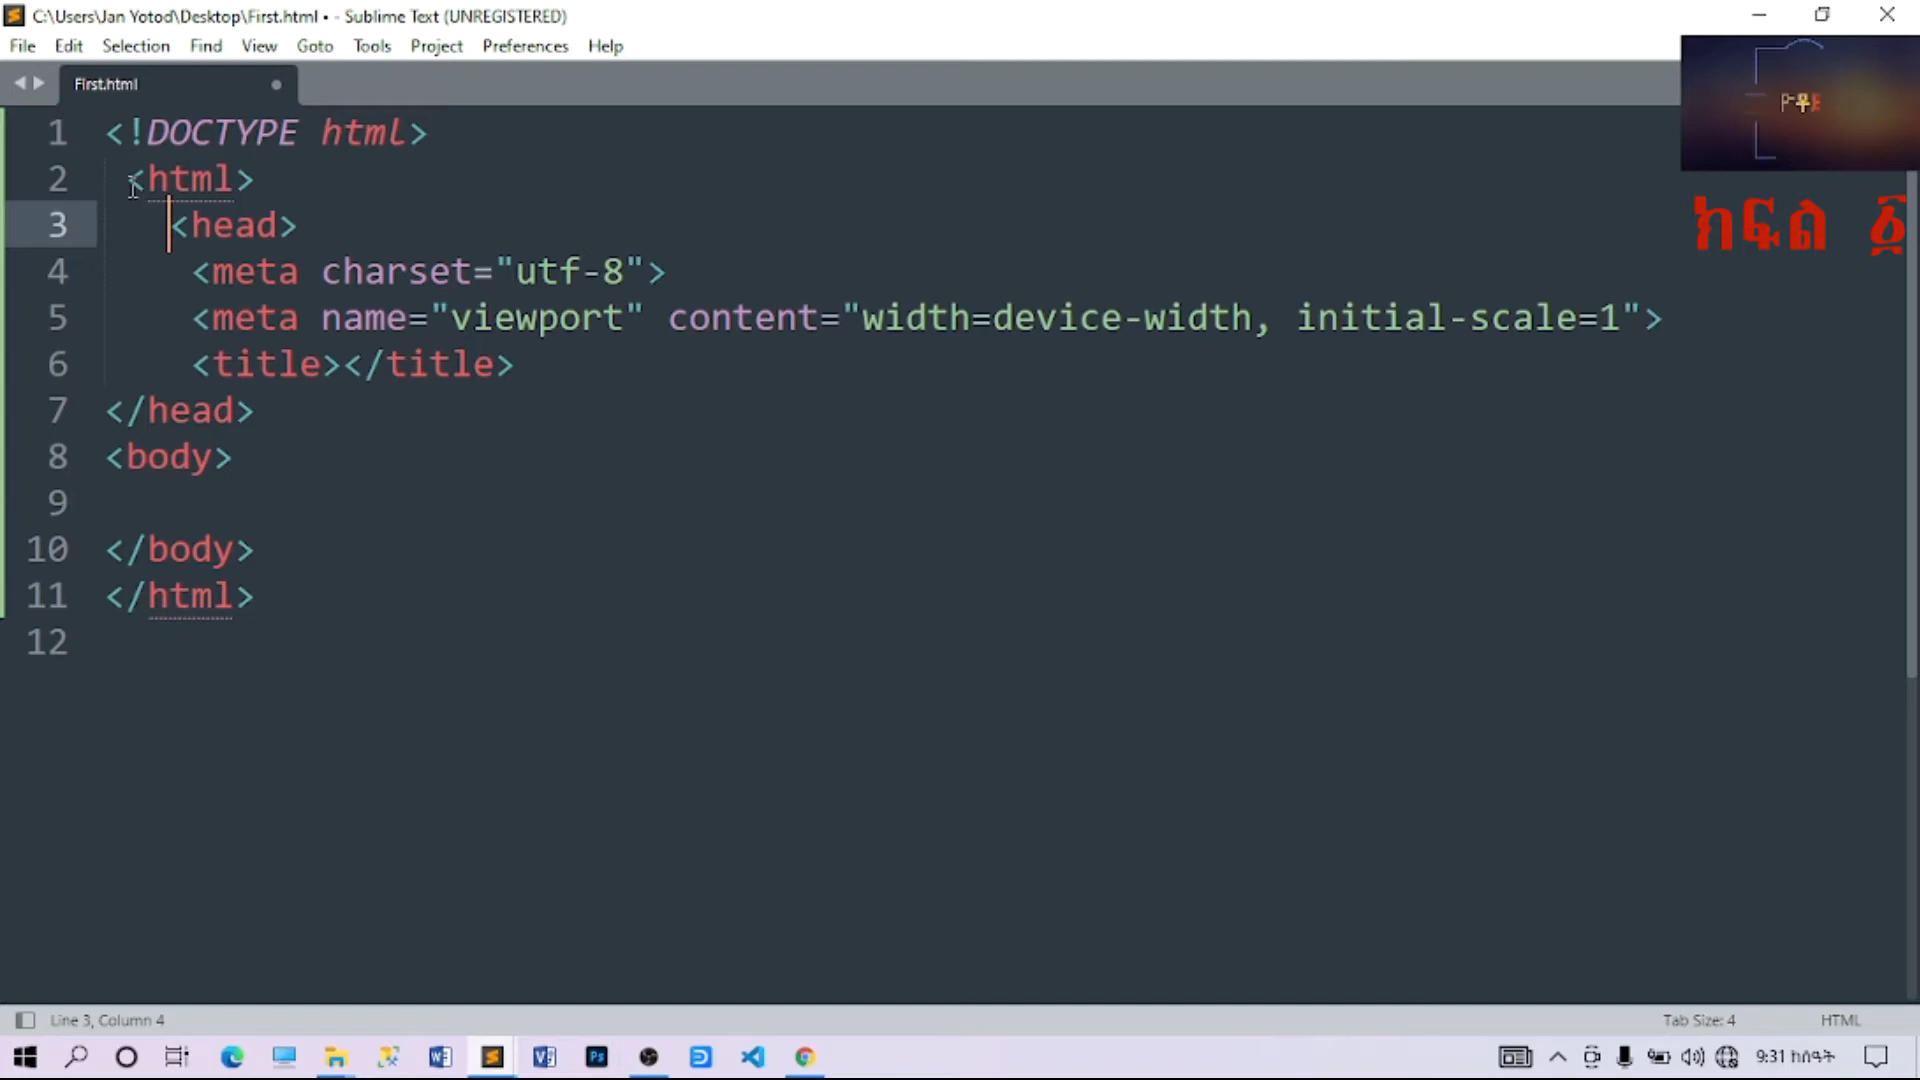 C:\Users\Jan Yotod\Desktop\First.html • - Sublime Text (UNREGISTERED)
File Edit Selection Find View Goto Tools Project Preferences Help
First.html
1 <!DOCTYPE html>
2 <html>
3 <head>
4 <meta charset="utf-8">
5 <meta name="viewport" content="width=device-width, initial-scale=1">
6 <title></title>
7 </head>
8 <body>
9
10 </body>
11 </html>
12
ክፍል ፩
Line 3, Column 4 Tab Size: 4 HTML
9:31 ከሰዓት